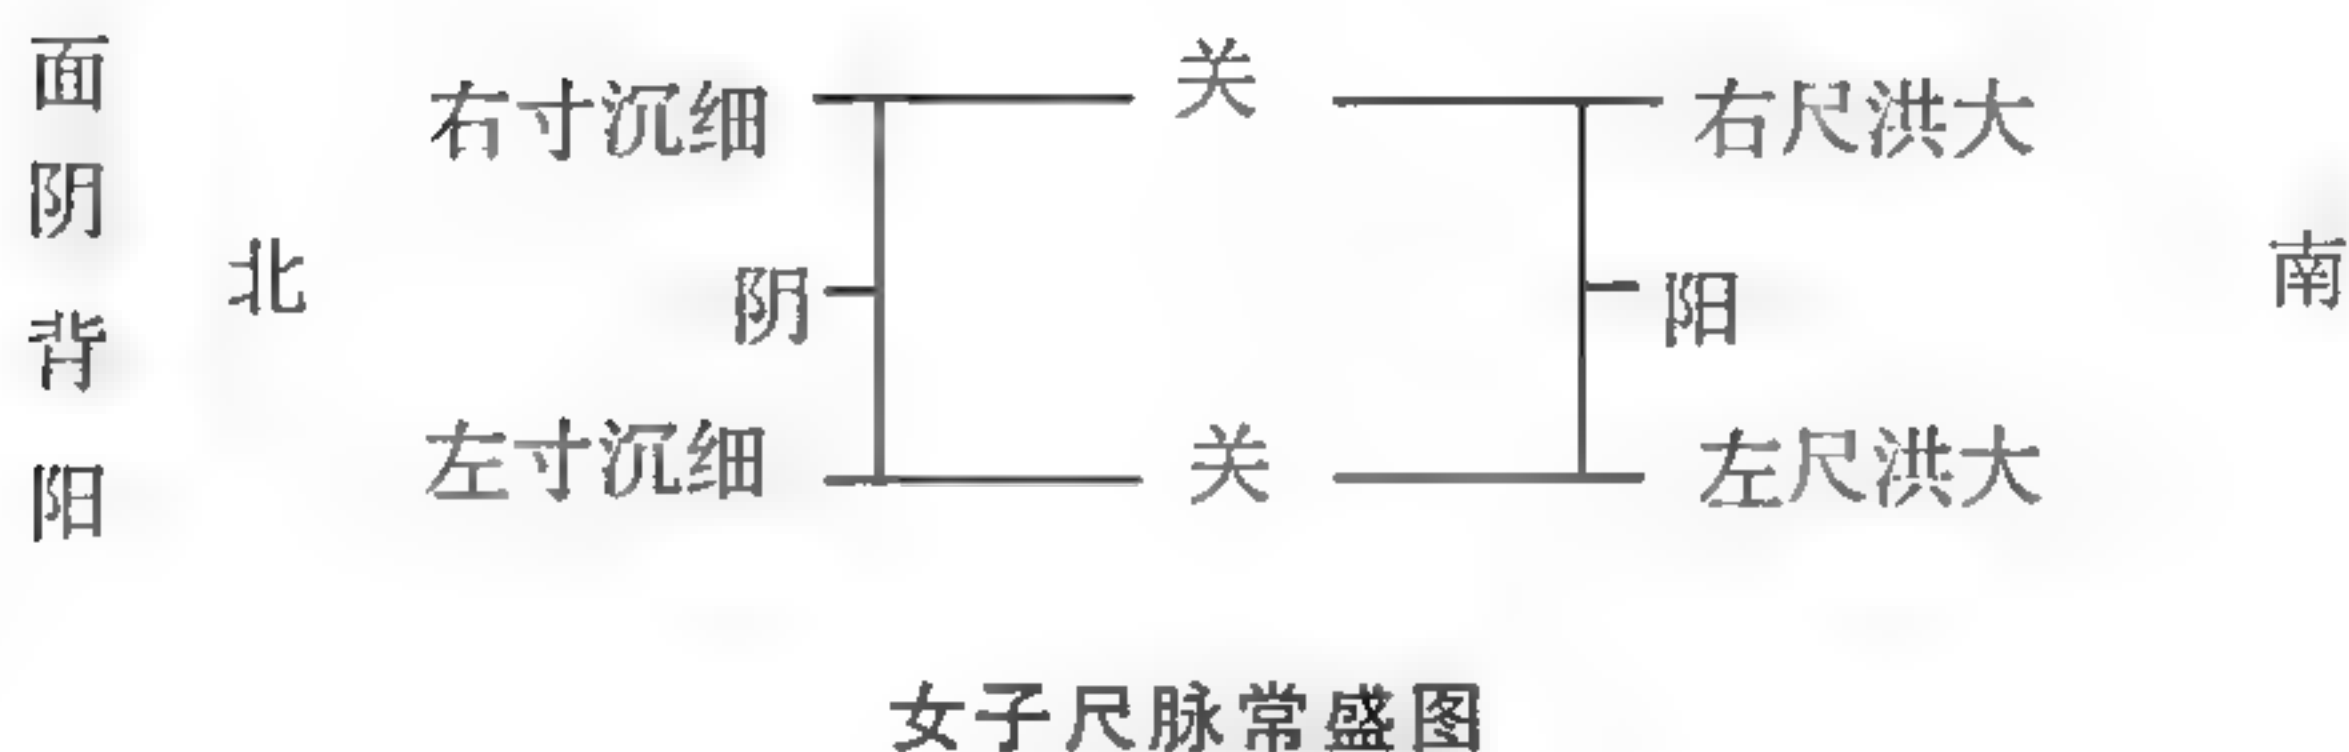 面阴背阳
北
右寸沉细 关 右尺洪大
阴 阳
左寸沉细 关 左尺洪大
南
女子尺脉常盛图